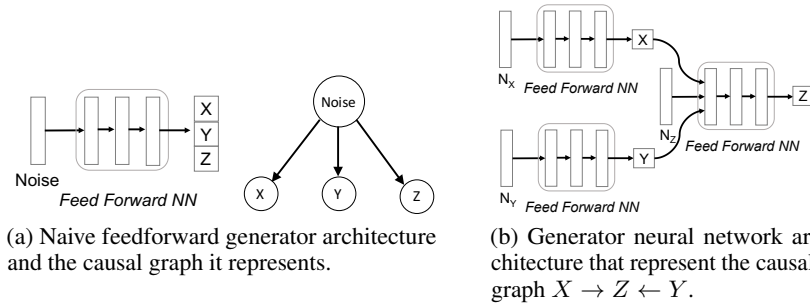 X
Y
Z
Noise
Feed Forward NN
Noise
X
Y
Z
(a) Naive feedforward generator architecture
and the causal graph it represents.
X
N_X
Feed Forward NN
N_Z
Z
Feed Forward NN
Y
N_Y
Feed Forward NN
(b) Generator neural network ar-
chitecture that represent the causal
graph X → Z ← Y.